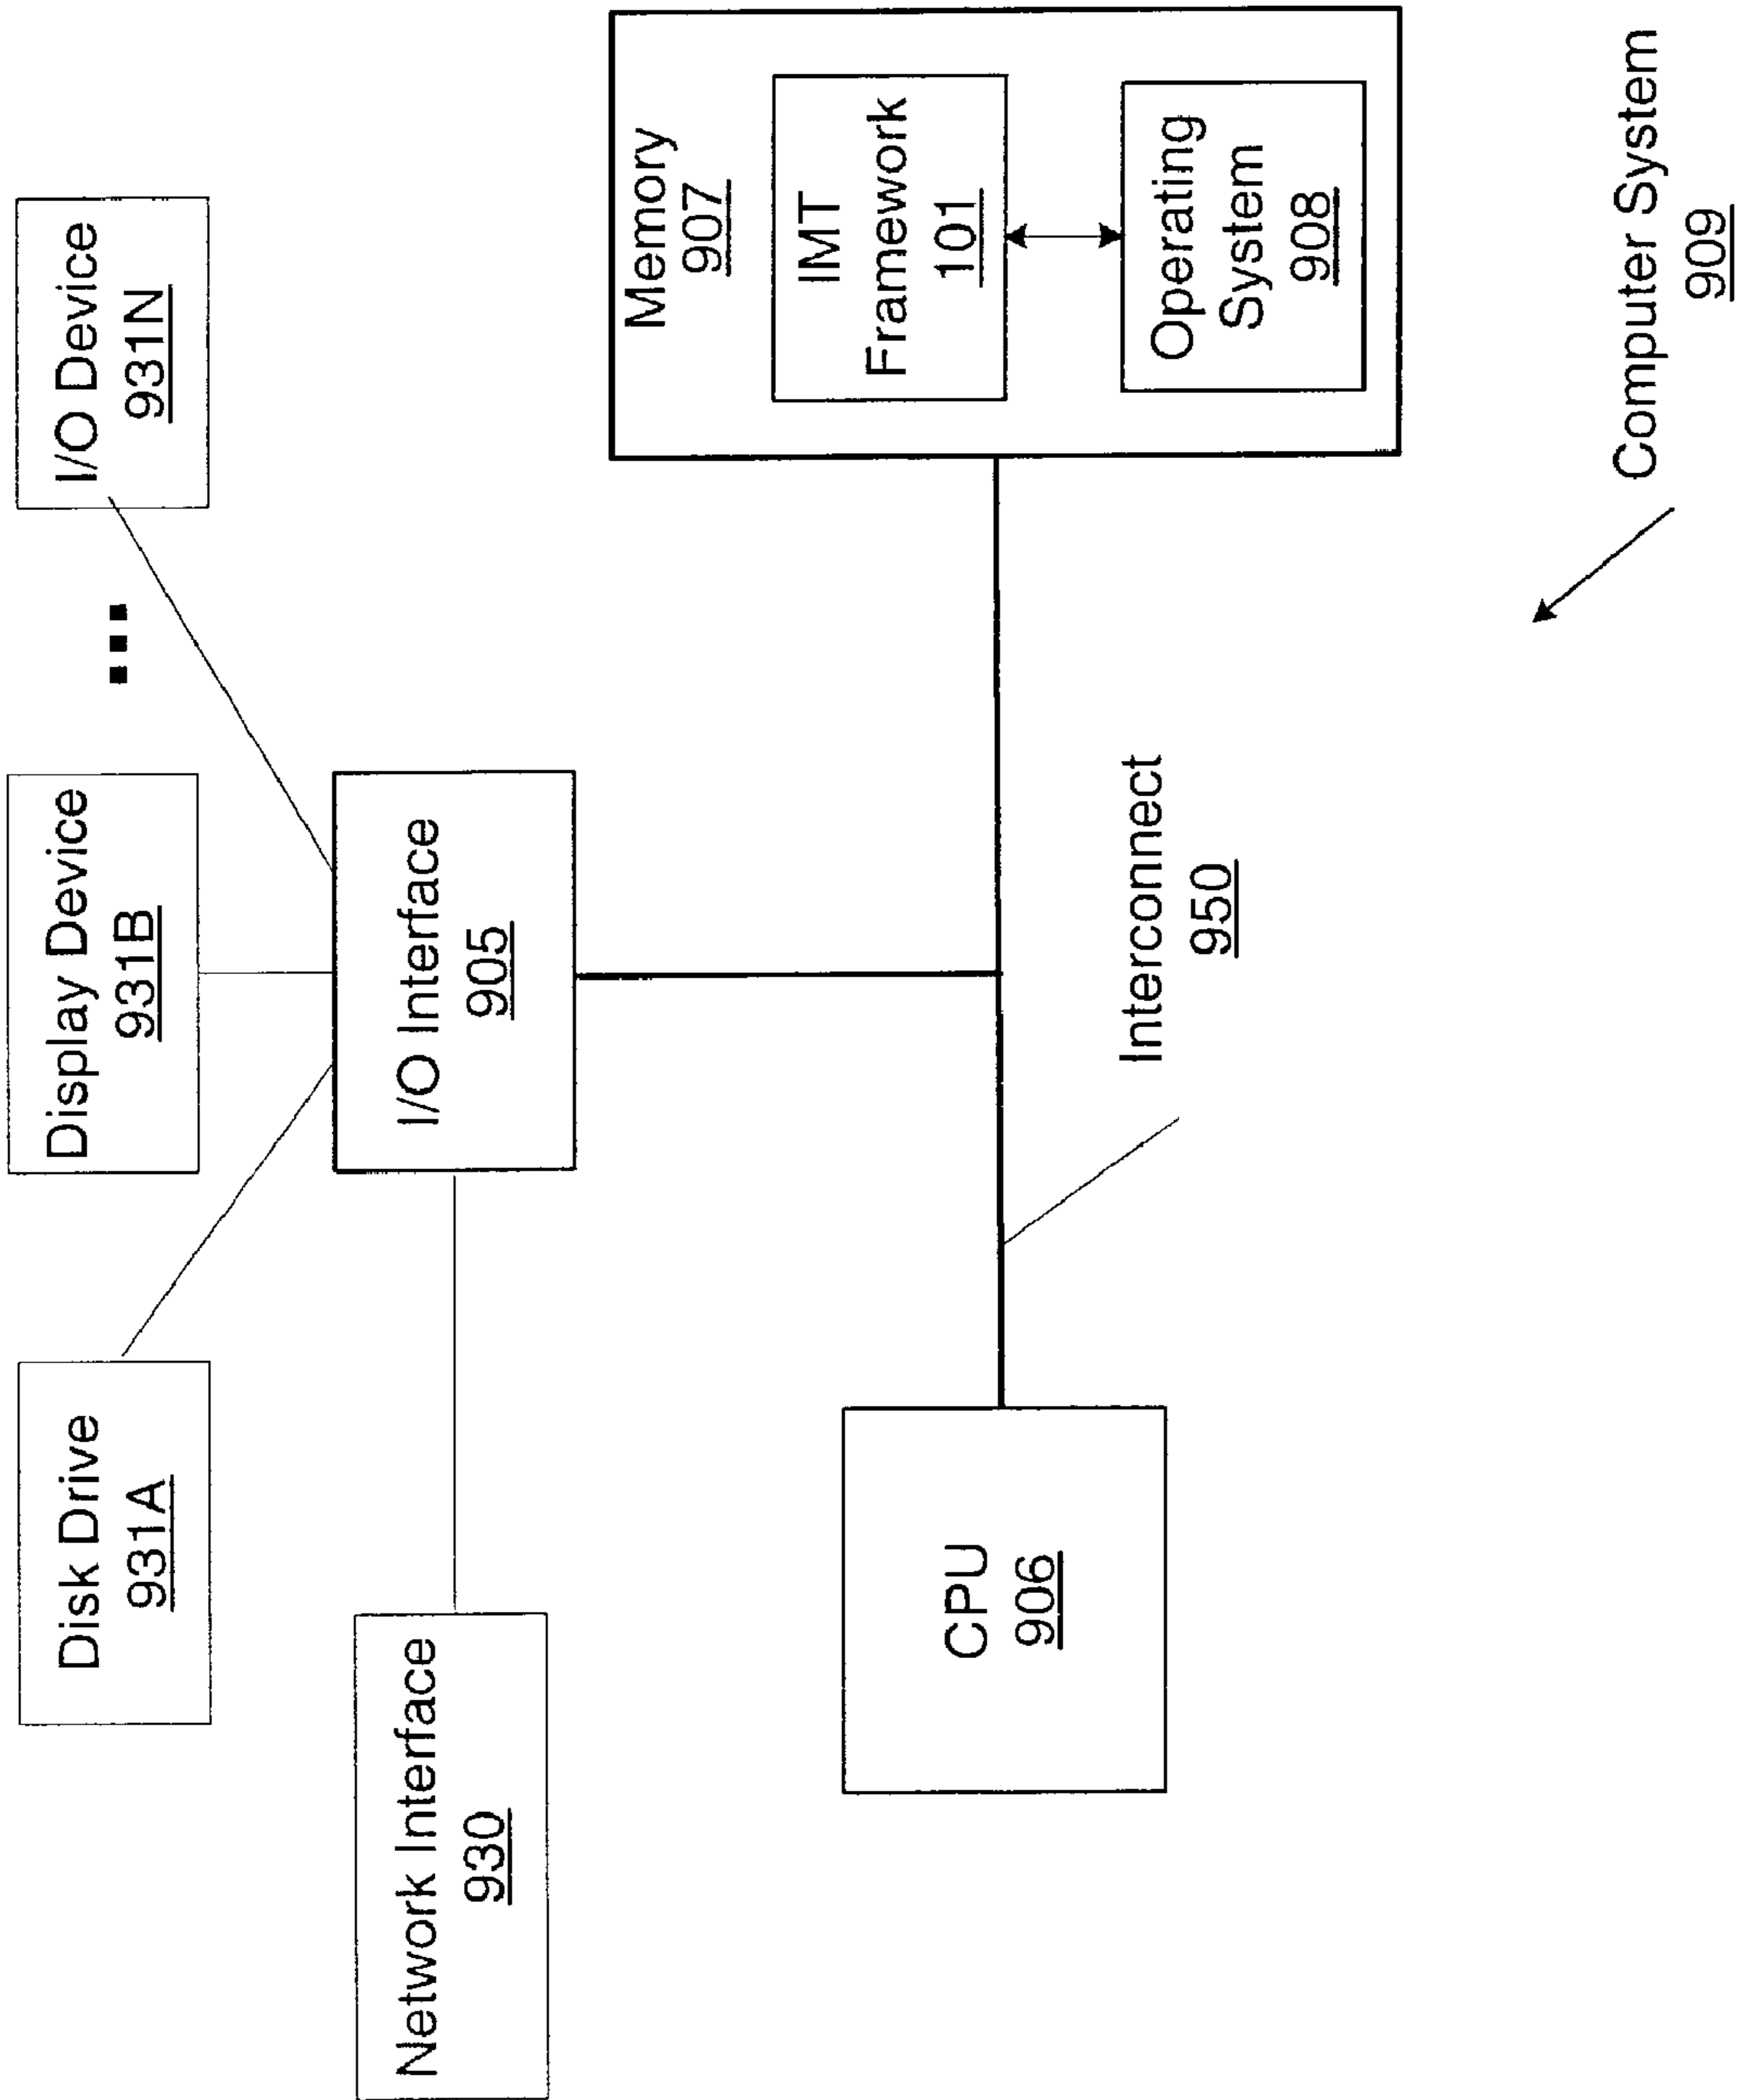 Disk Drive
931A
Display Device
931B
I/O Device
931N
Network Interface
930
I/O Interface
905
CPU
906
Interconnect
950
Memory
907
IMT
Framework
101
Operating
System
908
Computer System
909